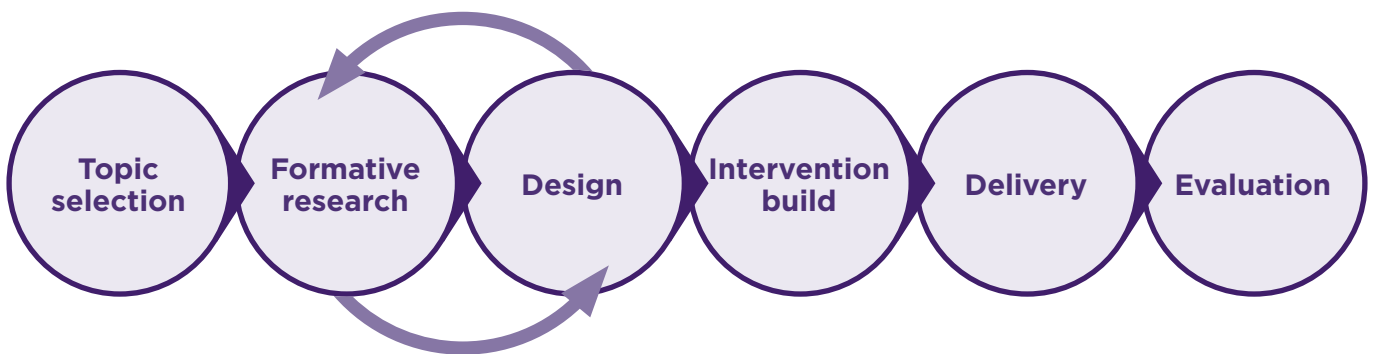 Topic
selection
Formative
research
Design
Intervention
build
Delivery
Evaluation